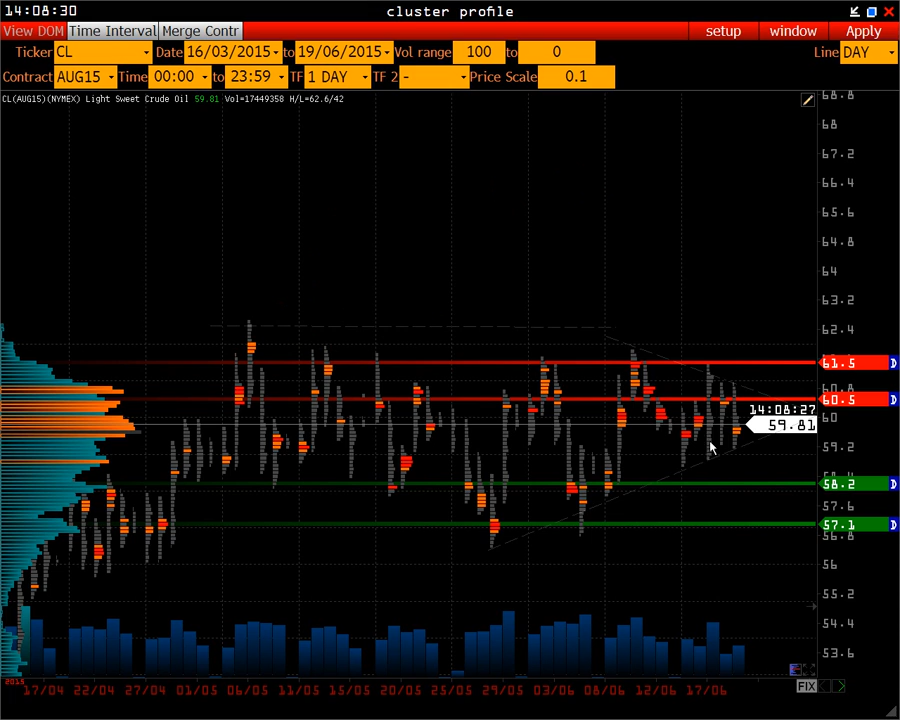 14:08:30 cluster profile
View DOM Time Interval Merge Contr setup window Apply
Ticker CL Date 16/03/2015 to 19/06/2015 Vol range 100 to 0 Line DAY
Contract AUG15 Time 00:00 to 23:59 TF 1 DAY TF 2 - Price Scale 0.1
CL(AUG15)(NYMEX) Light Sweet Crude Oil 59.81 Vol=17449358 H/L=62.6/42
68.8
68
67.2
66.4
65.6
64.8
64
63.2
62.4
61.5 D
60.8
60.5 D
14:08:27
60
59.81
59.2
58.2 D
57.6
57.1 D
56.8
56
55.2
54.4
53.6
2015
17/04 22/04 27/04 01/05 06/05 11/05 15/05 20/05 25/05 29/05 03/06 08/06 12/06 17/06 FIX